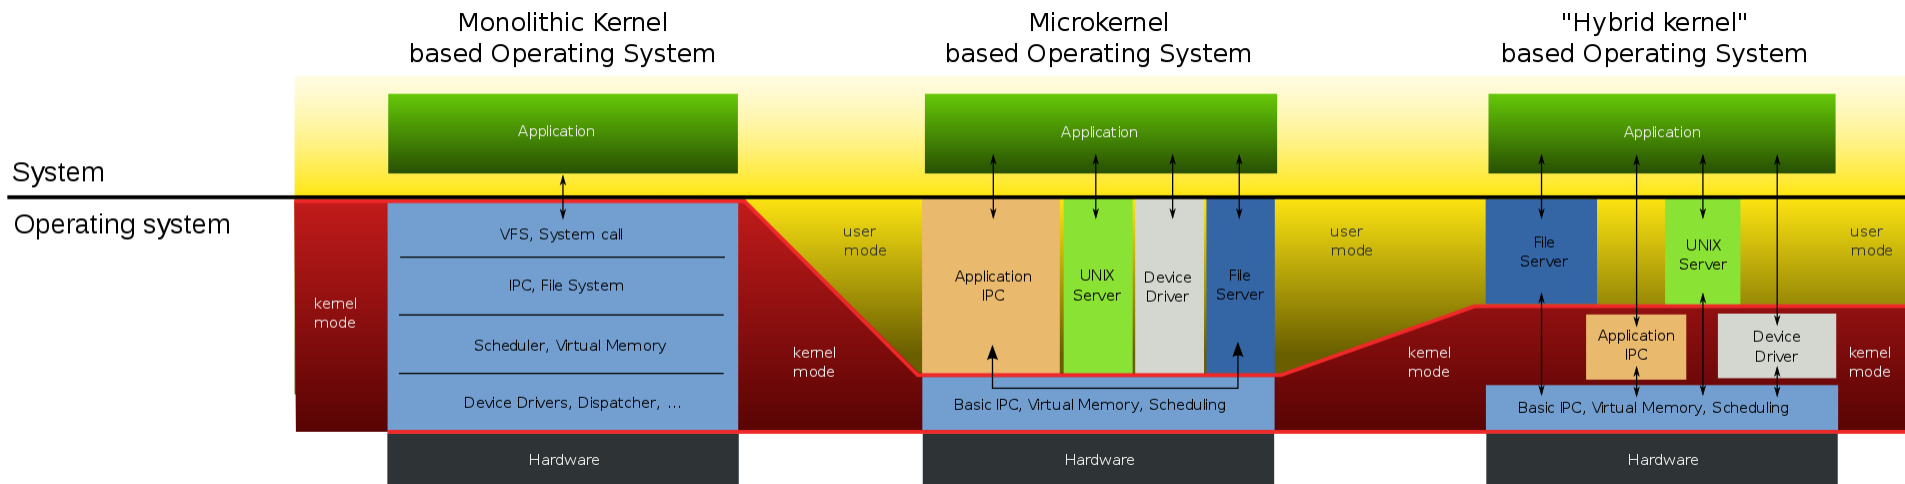 Monolithic Kernel
based Operating System
Microkernel
based Operating System
"Hybrid kernel"
based Operating System
System
Operating system
Application
VFS, System call
IPC, File System
Scheduler, Virtual Memory
Device Drivers, Dispatcher, ...
Hardware
kernel
mode
kernel
mode
user
mode
Application
Application
IPC
UNIX
Server
Device
Driver
File
Server
Basic IPC, Virtual Memory, Scheduling
Hardware
user
mode
kernel
mode
Application
File
Server
UNIX
Server
Application
IPC
Device
Driver
Basic IPC, Virtual Memory, Scheduling
Hardware
user
mode
kernel
mode